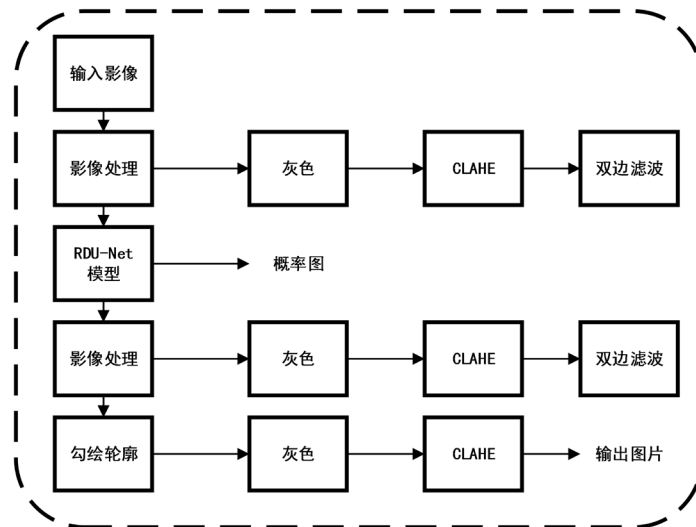 输入影像
影像处理
灰色
CLAHE
双边滤波
RDU-Net
模型
概率图
影像处理
灰色
CLAHE
双边滤波
勾绘轮廓
灰色
CLAHE
输出图片